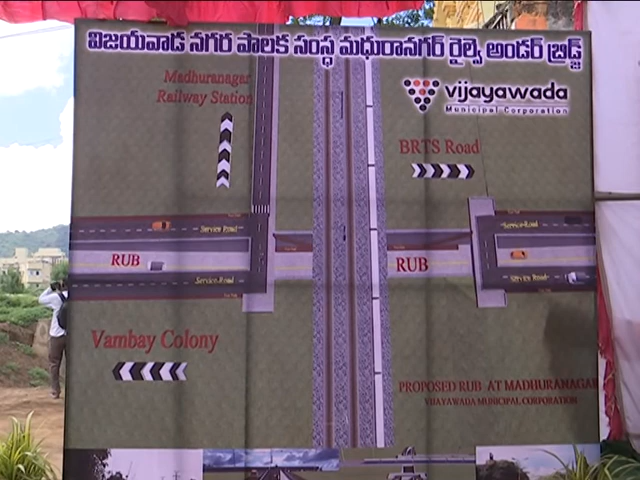 విజయవాడ నగర పాలక సంస్థ మధురానగర్ రైల్వే అండర్ బ్రిడ్జ్
Madhuranagar
Railway Station
vijayawada
Municipal Corporation
BRTS Road
Service Road
Service Road
RUB
RUB
Service Road
Service Road
Vambay Colony
PROPOSED RUB AT MADHURANAGAR
VIJAYAWADA MUNICIPAL CORPORATION